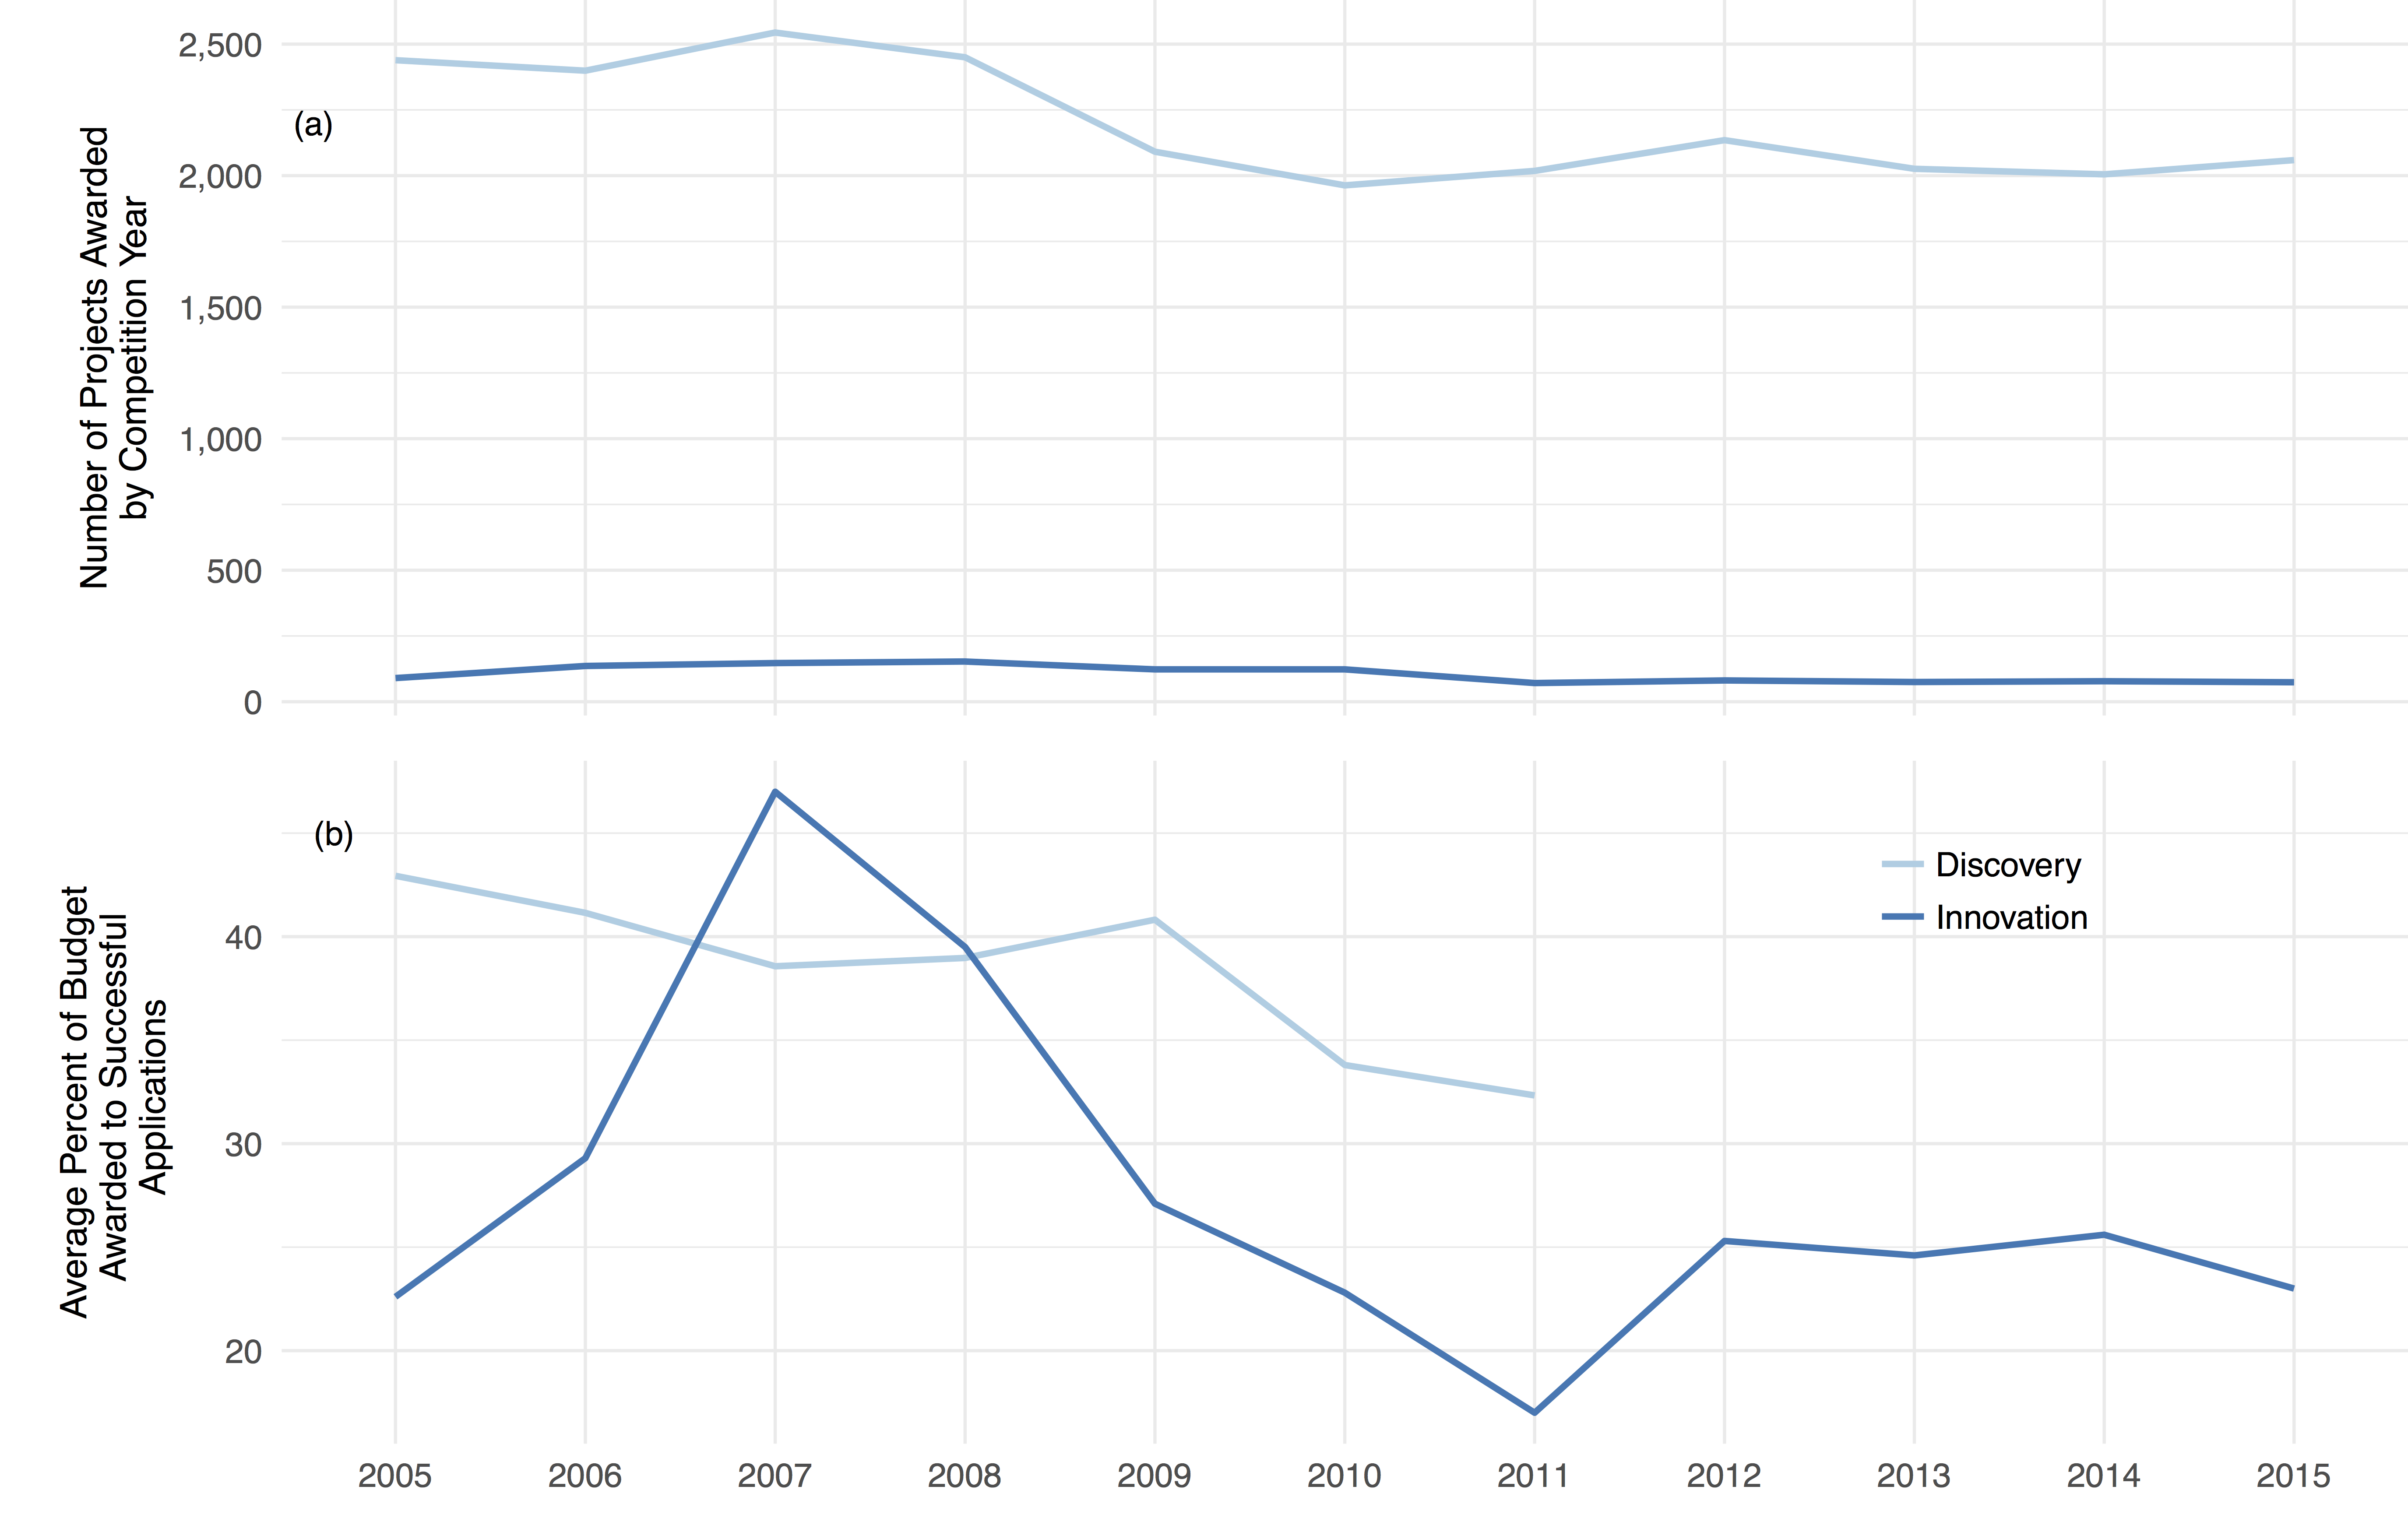 Number of Projects Awarded
by Competition Year
2,500
2,000
1,500
1,000
500
0
(a)
Average Percent of Budget
Awarded to Successful
Applications
40
30
20
(b)
Discovery
Innovation
2005 2006 2007 2008 2009 2010 2011 2012 2013 2014 2015